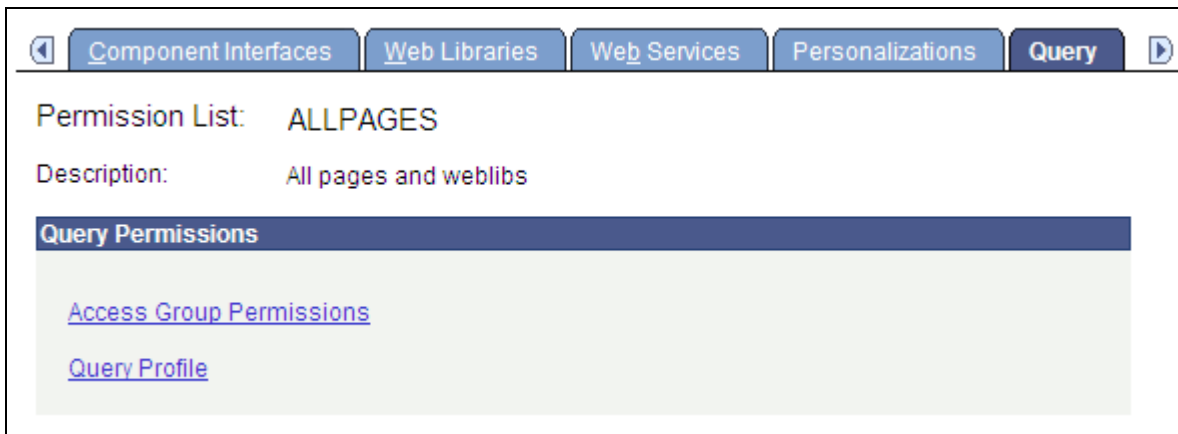 Component Interfaces Web Libraries Web Services Personalizations Query
Permission List: ALLPAGES
Description: All pages and weblibs
Query Permissions
Access Group Permissions
Query Profile